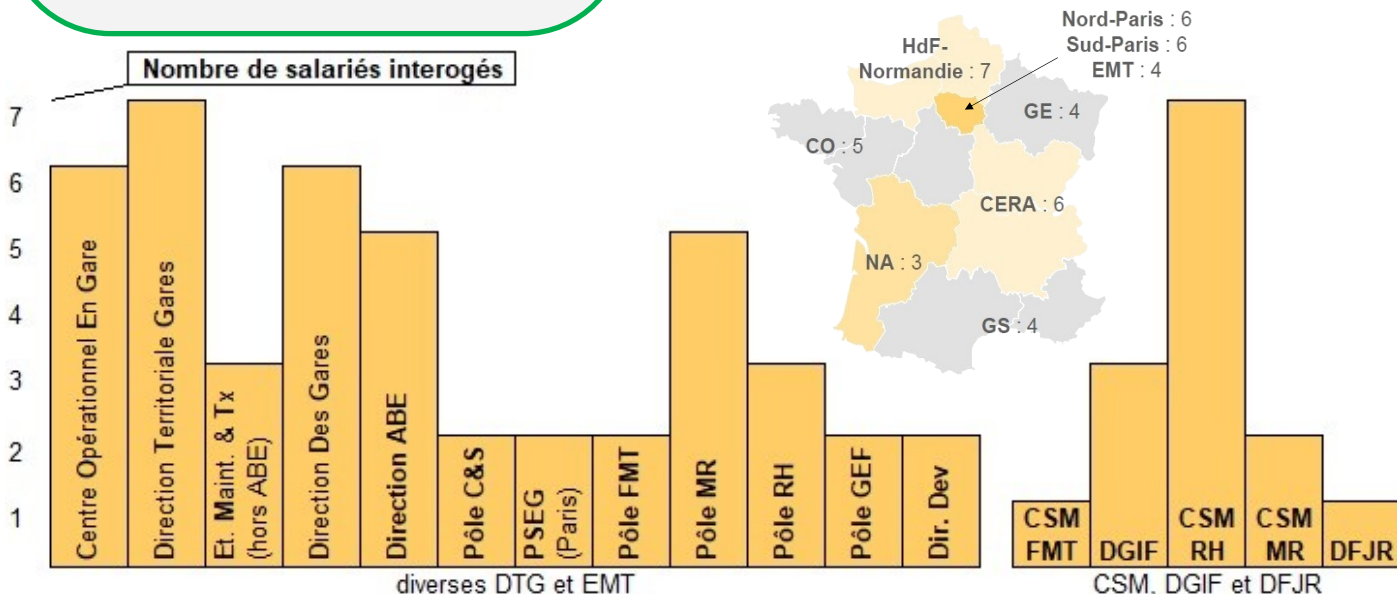 Nombre de salariés interogés
7
6
5
4
3
2
1
Centre Opérationnel En Gare
Direction Territoriale Gares
Et. Maint. & Tx
(hors ABE)
Direction Des Gares
Direction ABE
Pôle C&S
PSEG
(Paris)
Pôle FMT
Pôle MR
Pôle RH
Pôle GEF
Dir. Dev
diverses DTG et EMT
Nord-Paris : 6
Sud-Paris : 6
EMT : 4
HdF-
Normandie : 7
GE : 4
CO : 5
CERA : 6
NA : 3
GS : 4
CSM
FMT
DGIF
CSM
RH
CSM
MR
DFJR
CSM, DGIF et DFJR